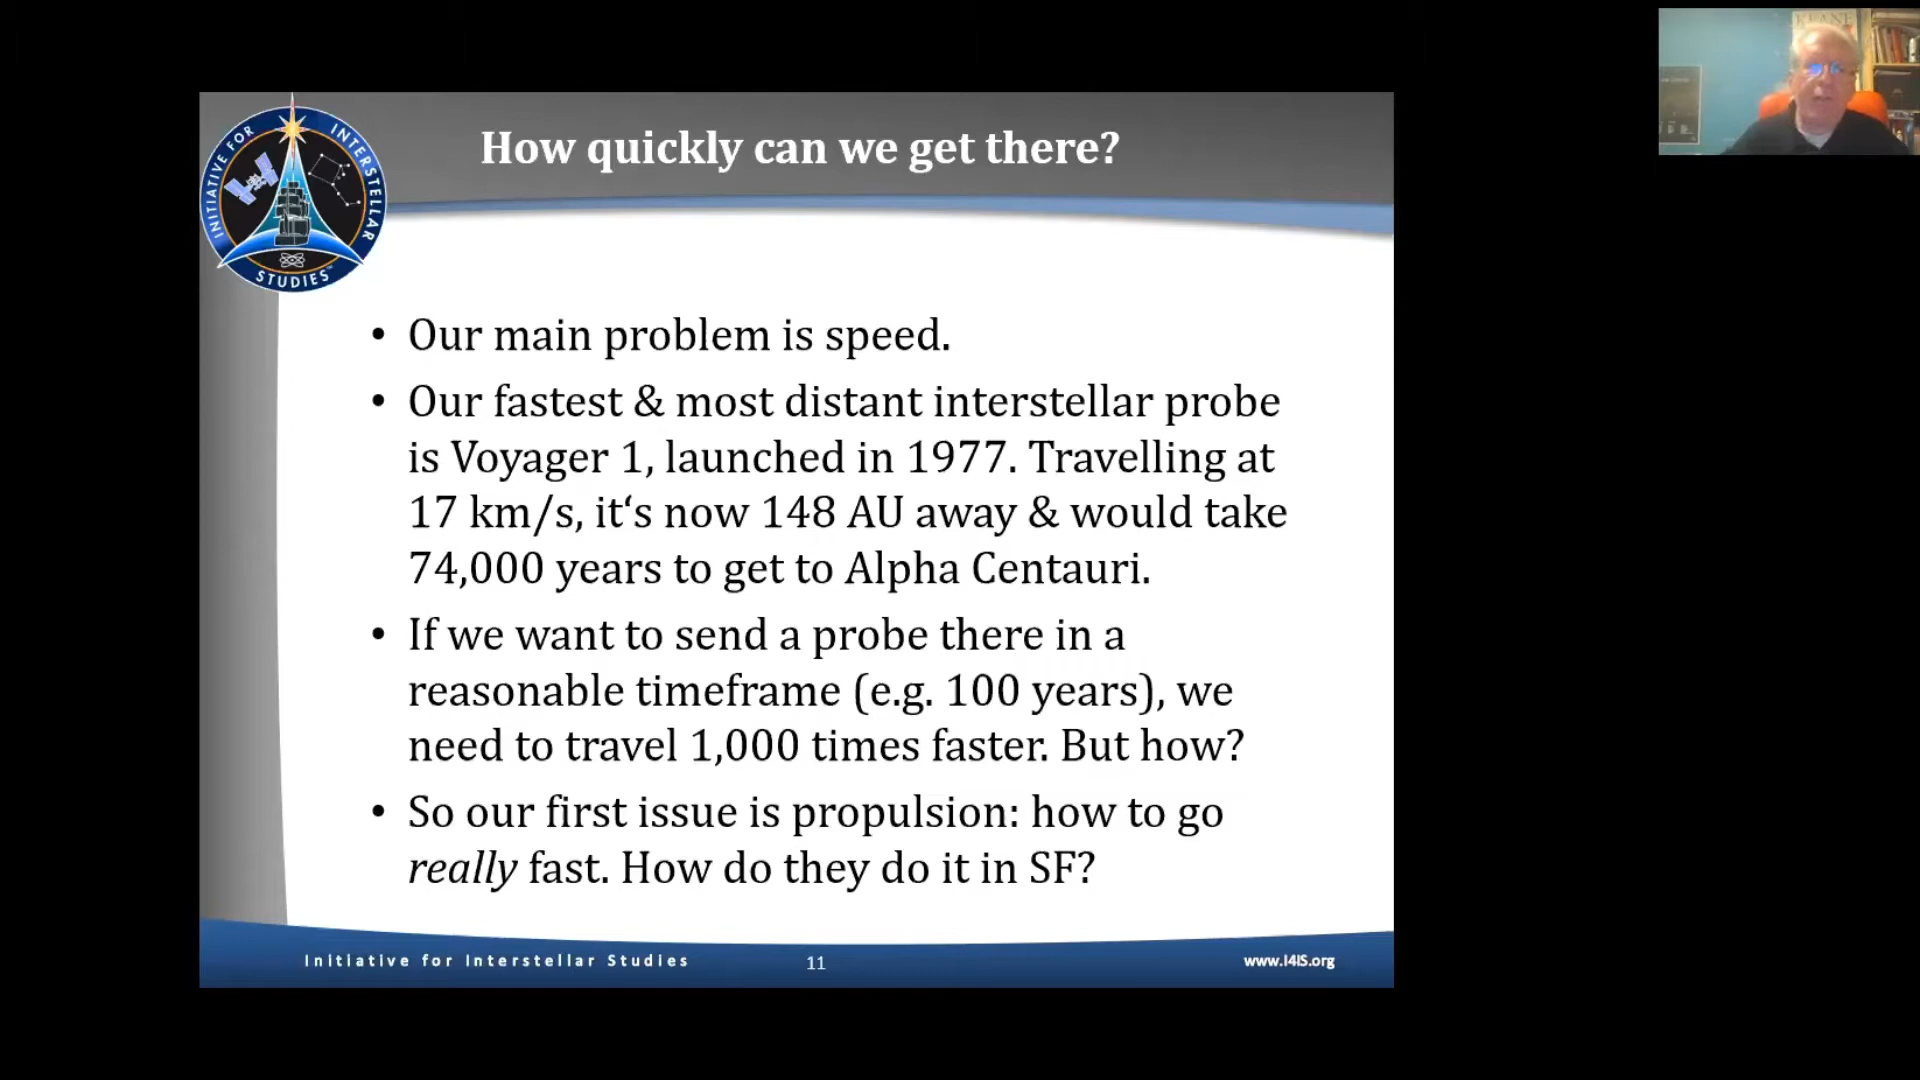 KEANE
INITIATIVE FOR INTERSTELLAR
STUDIES
How quickly can we get there?
• Our main problem is speed.
• Our fastest & most distant interstellar probe
is Voyager 1, launched in 1977. Travelling at
17 km/s, it‘s now 148 AU away & would take
74,000 years to get to Alpha Centauri.
• If we want to send a probe there in a
reasonable timeframe (e.g. 100 years), we
need to travel 1,000 times faster. But how?
• So our first issue is propulsion: how to go
really fast. How do they do it in SF?
Initiative for Interstellar Studies
11
www.I4IS.org